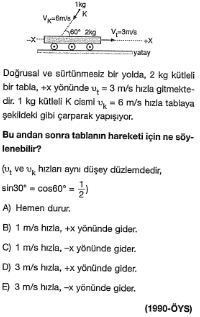 1kg
V_K=6m/s K
60° 2kg V_t=3m/s
–X +X
yatay
Doğrusal ve sürtünmesiz bir yolda, 2 kg kütleli
bir tabla, +x yönünde υ_t = 3 m/s hızla gitmekte-
dir. 1 kg kütleli K cismi υ_k = 6 m/s hızla tablaya
şekildeki gibi çarparak yapışıyor.
Bu andan sonra tablanın hareketi için ne söy-
lenebilir?
(υ_t ve υ_k hızları aynı düşey düzlemdedir,
sin30° = cos60° = 1/2)
A) Hemen durur.
B) 1 m/s hızla, +x yönünde gider.
C) 1 m/s hızla, –x yönünde gider.
D) 3 m/s hızla, +x yönünde gider.
E) 3 m/s hızla, –x yönünde gider.
(1990-ÖYS)